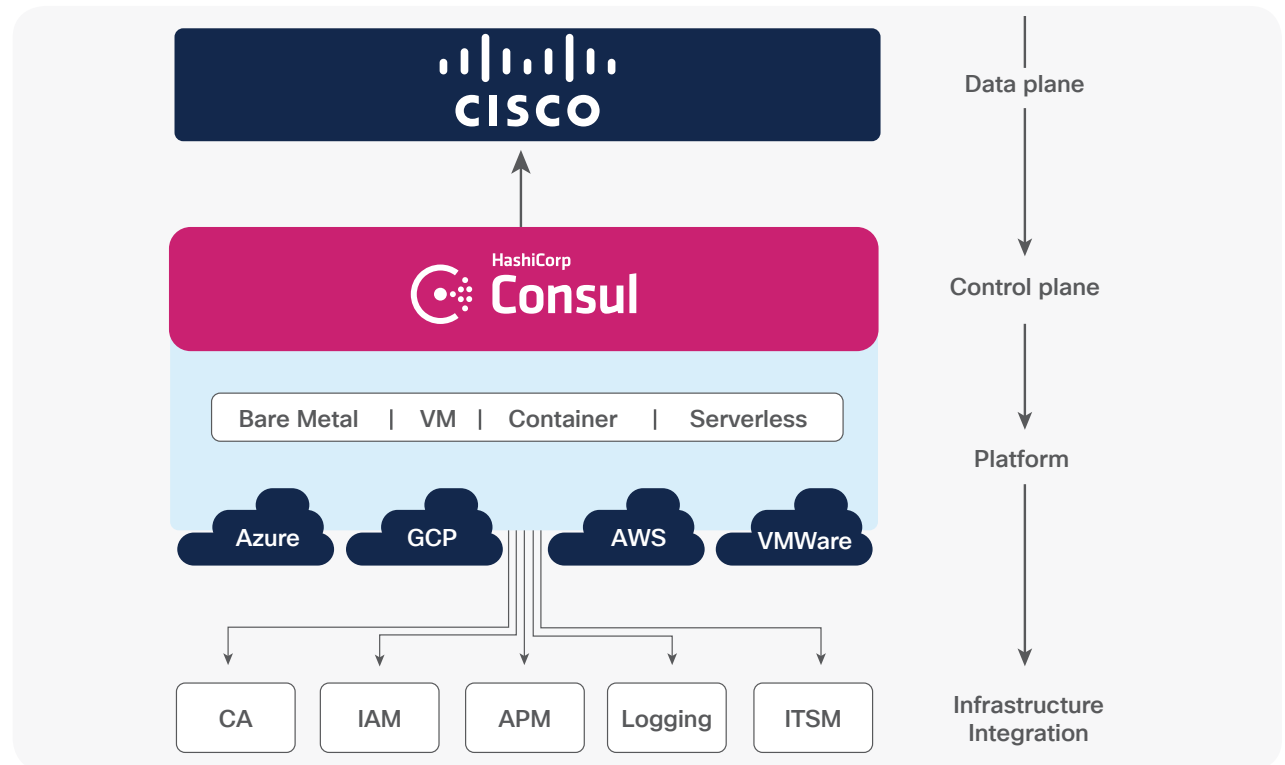 CISCO
Data plane
HashiCorp
Consul
Control plane
Bare Metal | VM | Container | Serverless
Platform
Azure
GCP
AWS
VMWare
CA
IAM
APM
Logging
ITSM
Infrastructure
Integration